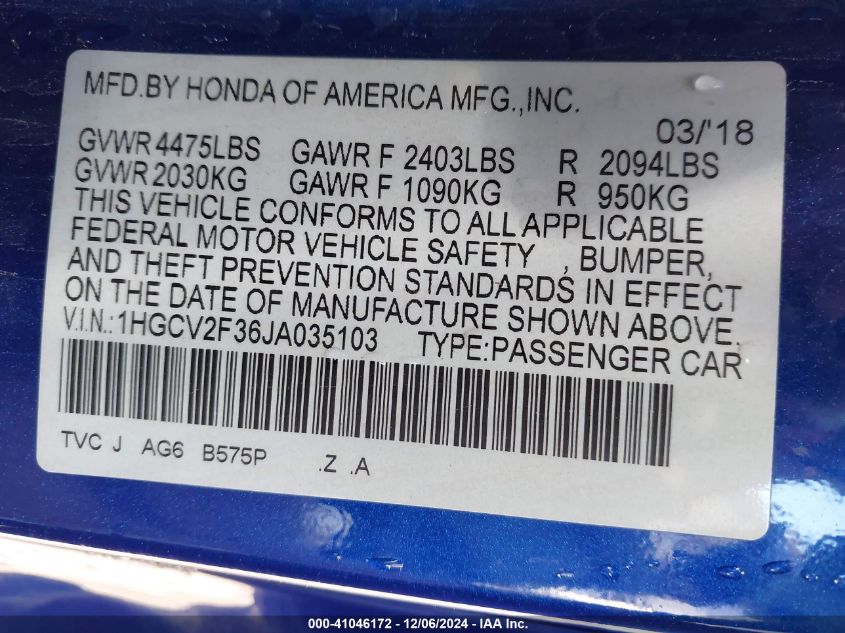 MFD.BY HONDA OF AMERICA MFG.,INC.
03/'18
GVWR 4475LBS GAWR F 2403LBS R 2094LBS
GVWR 2030KG GAWR F 1090KG R 950KG
THIS VEHICLE CONFORMS TO ALL APPLICABLE
FEDERAL MOTOR VEHICLE SAFETY , BUMPER,
AND THEFT PREVENTION STANDARDS IN EFFECT
ON THE DATE OF MANUFACTURE SHOWN ABOVE.
V.I.N.:1HGCV2F36JA035103 TYPE:PASSENGER CAR
TVC J AG6 B575P .Z .A
000-41046172 - 12/06/2024 - IAAI Inc.